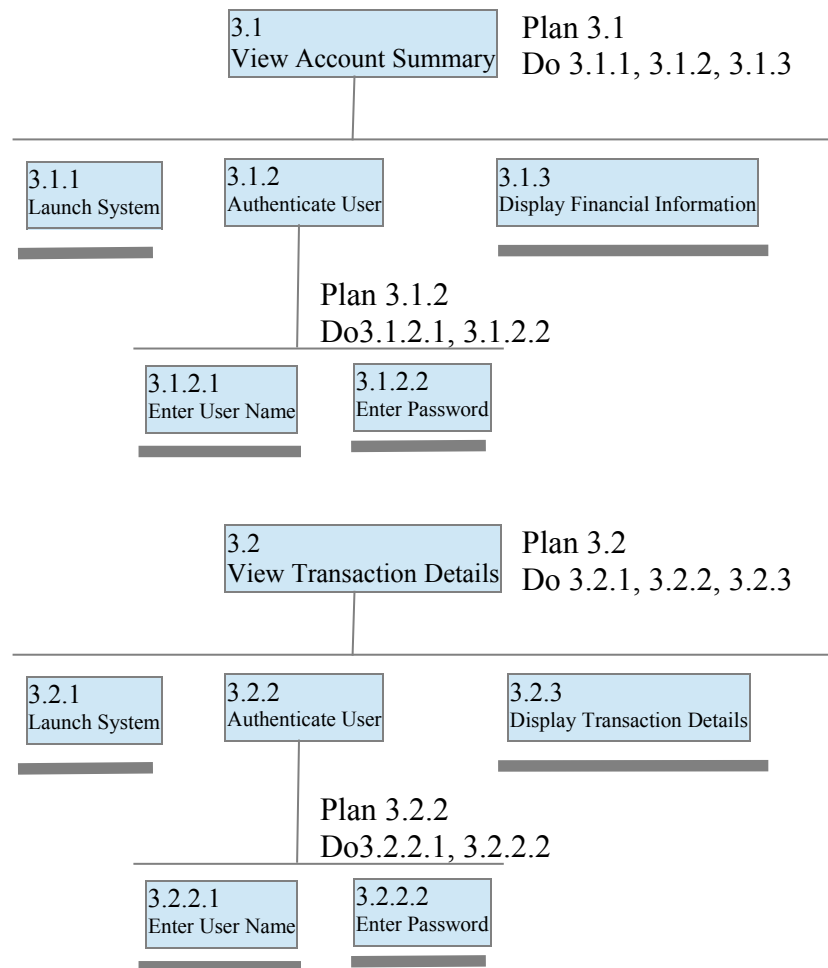 3.1
View Account Summary
Plan 3.1
Do 3.1.1, 3.1.2, 3.1.3
3.1.1
Launch System
3.1.2
Authenticate User
3.1.3
Display Financial Information
Plan 3.1.2
Do3.1.2.1, 3.1.2.2
3.1.2.1
Enter User Name
3.1.2.2
Enter Password
3.2
View Transaction Details
Plan 3.2
Do 3.2.1, 3.2.2, 3.2.3
3.2.1
Launch System
3.2.2
Authenticate User
3.2.3
Display Transaction Details
Plan 3.2.2
Do3.2.2.1, 3.2.2.2
3.2.2.1
Enter User Name
3.2.2.2
Enter Password